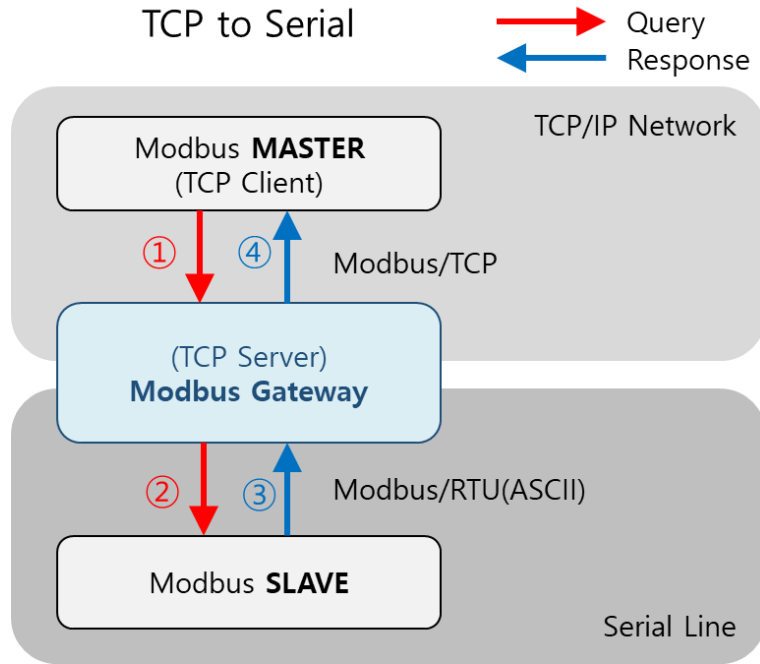 TCP to Serial
Query
Response
TCP/IP Network
Modbus MASTER
(TCP Client)
① ④
Modbus/TCP
(TCP Server)
Modbus Gateway
② ③
Modbus/RTU(ASCII)
Modbus SLAVE
Serial Line